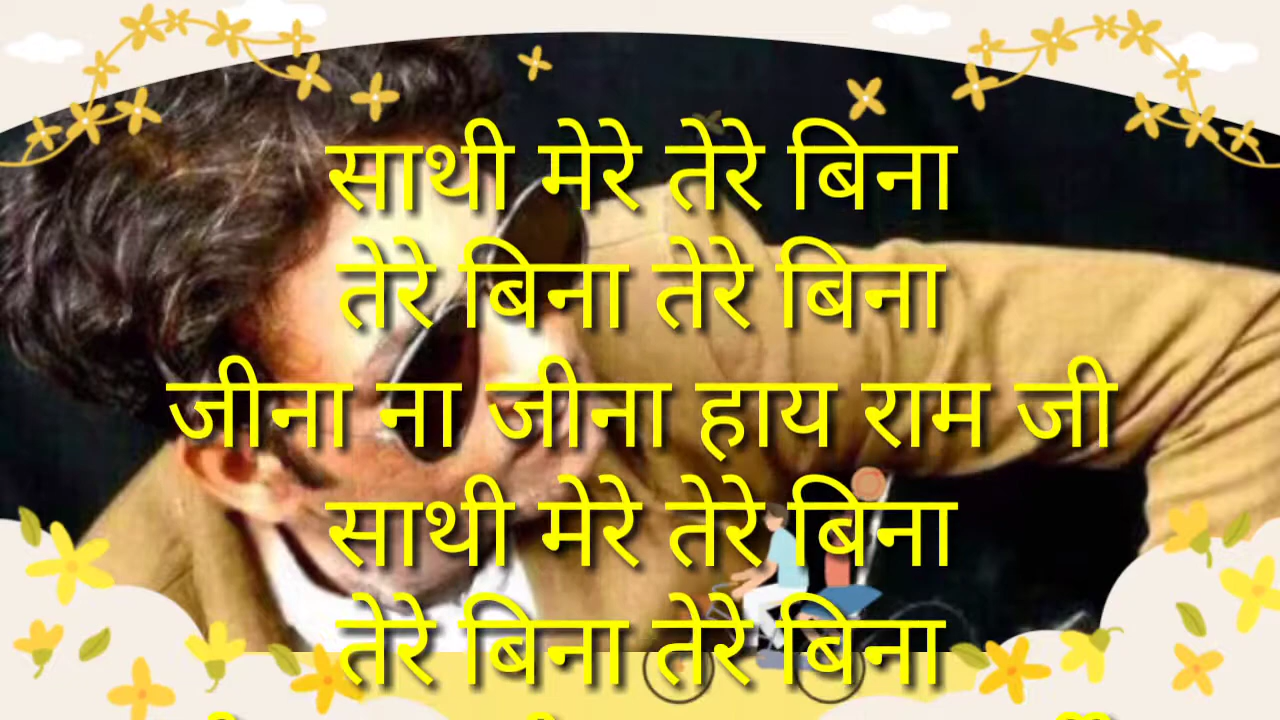 साथी मेरे तेरे बिना
तेरे बिना तेरे बिना
जीना ना जीना हाय राम जी
साथी मेरे तेरे बिना
तेरे बिना तेरे बिना